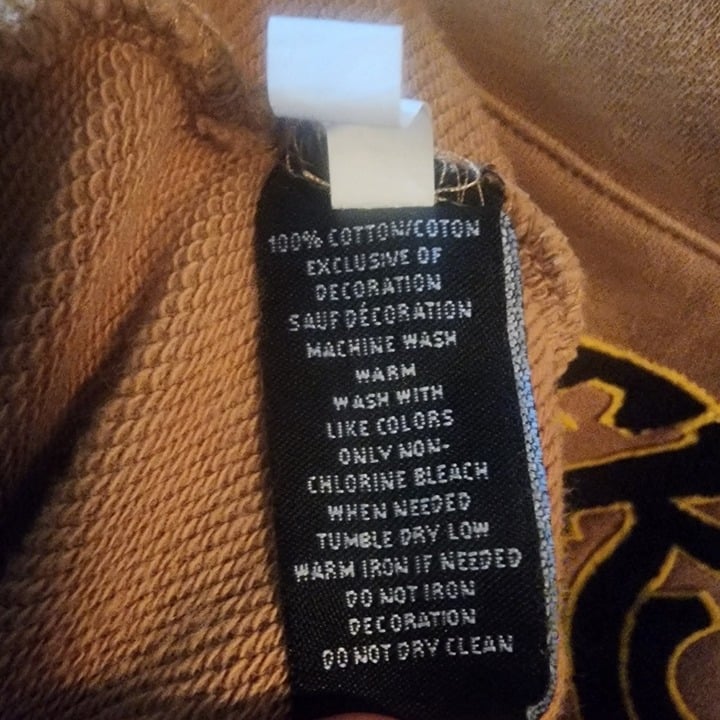 100% COTTON/COTON
EXCLUSIVE OF
DECORATION
SAUF DÉCORATION
MACHINE WASH
WARM
WASH WITH
LIKE COLORS
ONLY NON-
CHLORINE BLEACH
WHEN NEEDED
TUMBLE DRY LOW
WARM IRON IF NEEDED
DO NOT IRON
DECORATION
DO NOT DRY CLEAN